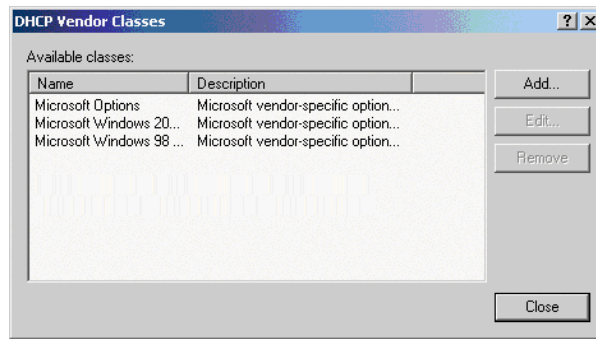 DHCP Vendor Classes
Available classes:
Name Description
Microsoft Options Microsoft vendor-specific option...
Microsoft Windows 20... Microsoft vendor-specific option...
Microsoft Windows 98 ... Microsoft vendor-specific option...
Add...
Edit...
Remove
Close